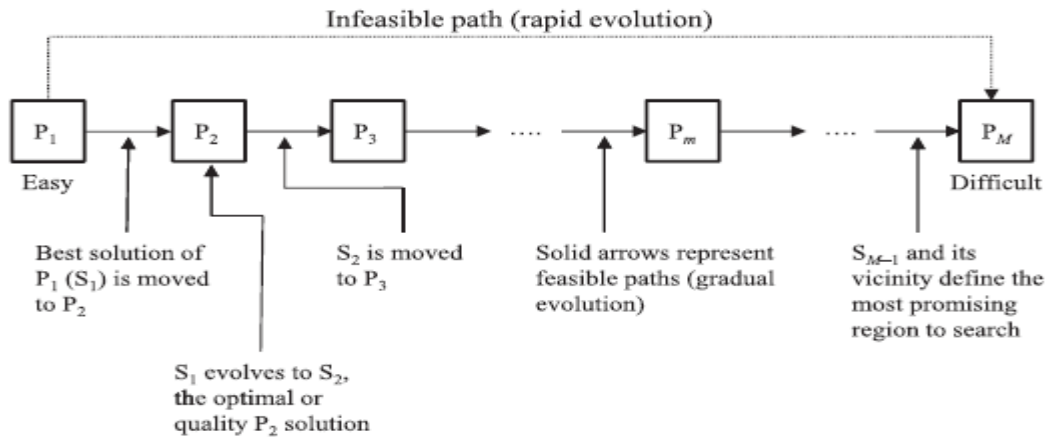 Infeasible path (rapid evolution)
P₁
P₂
P₃
....
Pₘ
....
P_M
Easy
Difficult
Best solution of
P₁ (S₁) is moved
to P₂
S₂ is moved
to P₃
Solid arrows represent
feasible paths (gradual
evolution)
S_M–1 and its
vicinity define the
most promising
region to search
S₁ evolves to S₂,
the optimal or
quality P₂ solution